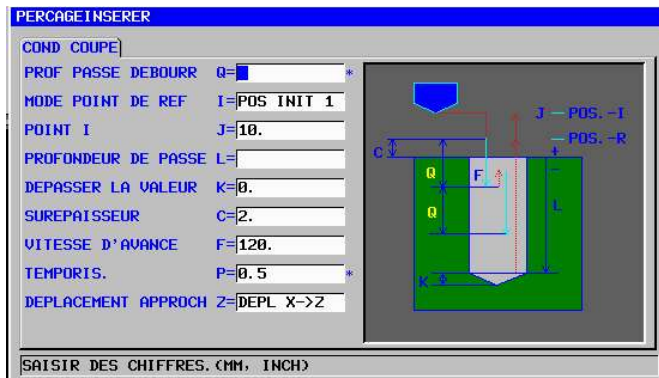 PERCAGEINSERER
COND COUPE
PROF PASSE DEBOURR Q= *
MODE POINT DE REF I=POS INIT 1
POINT I J=10.
PROFONDEUR DE PASSE L=
DEPASSER LA VALEUR K=0.
SUREPAISSEUR C=2.
VITESSE D'AVANCE F=120.
TEMPORIS. P=0.5 *
DEPLACEMENT APPROCH Z=DEPL X->Z
J — POS.-I
— POS.-R
+
C
—
Q
F
Q
L
K
SAISIR DES CHIFFRES.(MM, INCH)